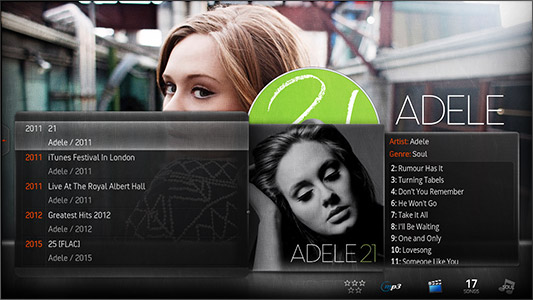 21
ADELE
2011 21
Adele / 2011
2011 iTunes Festival In London
Adele / 2011
2011 Live At The Royal Albert Hall
Adele / 2011
2012 Greatest Hits 2012
Adele / 2012
2015 25 [FLAC]
Adele / 2015
ADELE 21
Artist: Adele
Genre: Soul
2: Rumour Has It
3: Turning Tabels
4: Don't You Remember
6: He Won't Go
7: Take it All
8: I'll Be Waiting
9: One and Only
10: Lovesong
11: Someone Like You
mp3
17
SONGS
SOUL